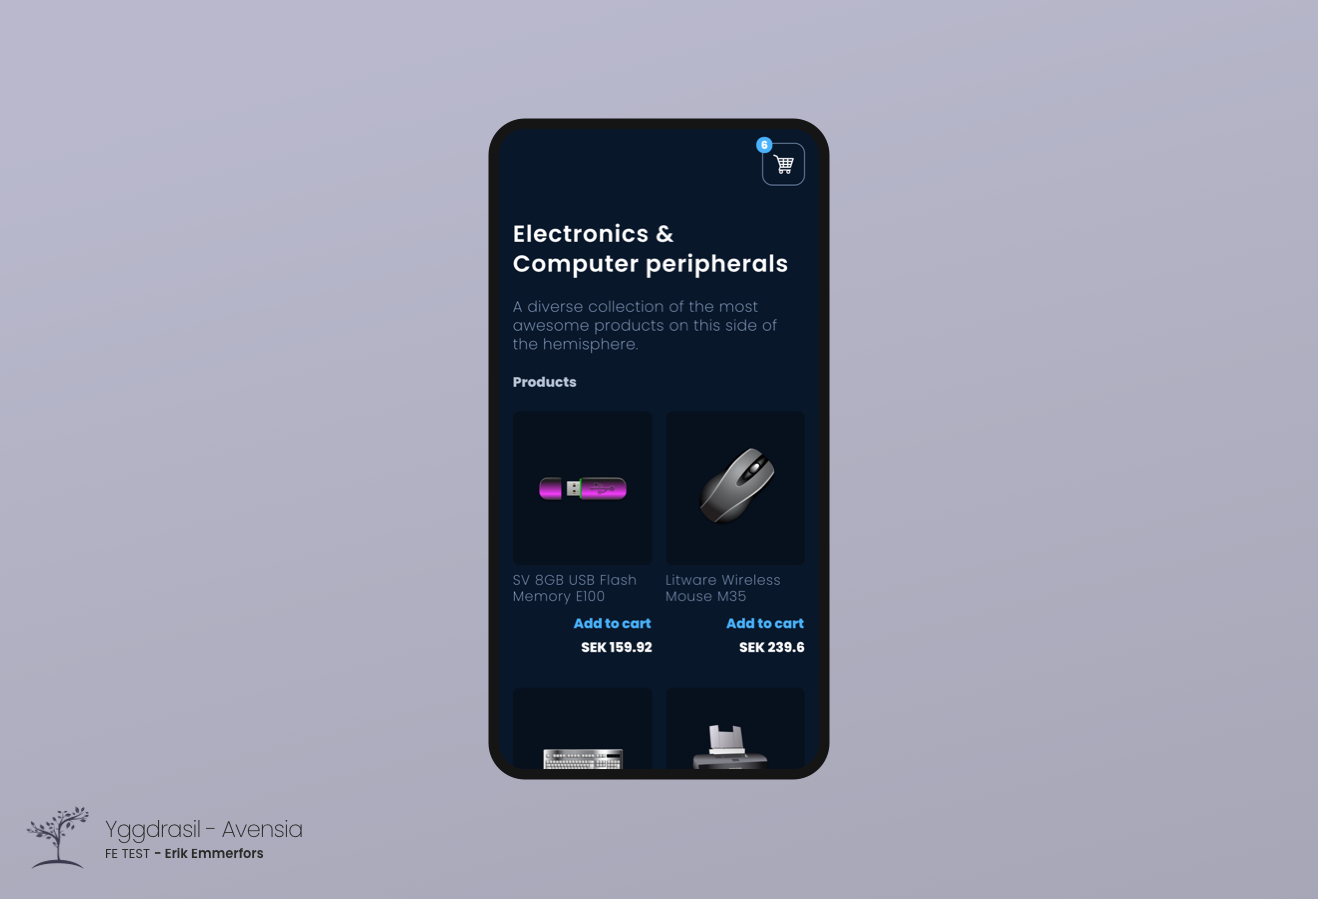 6
Electronics &
Computer peripherals
A diverse collection of the most
awesome products on this side of
the hemisphere.
Products
SV 8GB USB Flash
Memory E100
Add to cart
SEK 159.92
Litware Wireless
Mouse M35
Add to cart
SEK 239.6
Yggdrasil - Avensia
FE TEST - Erik Emmerfors